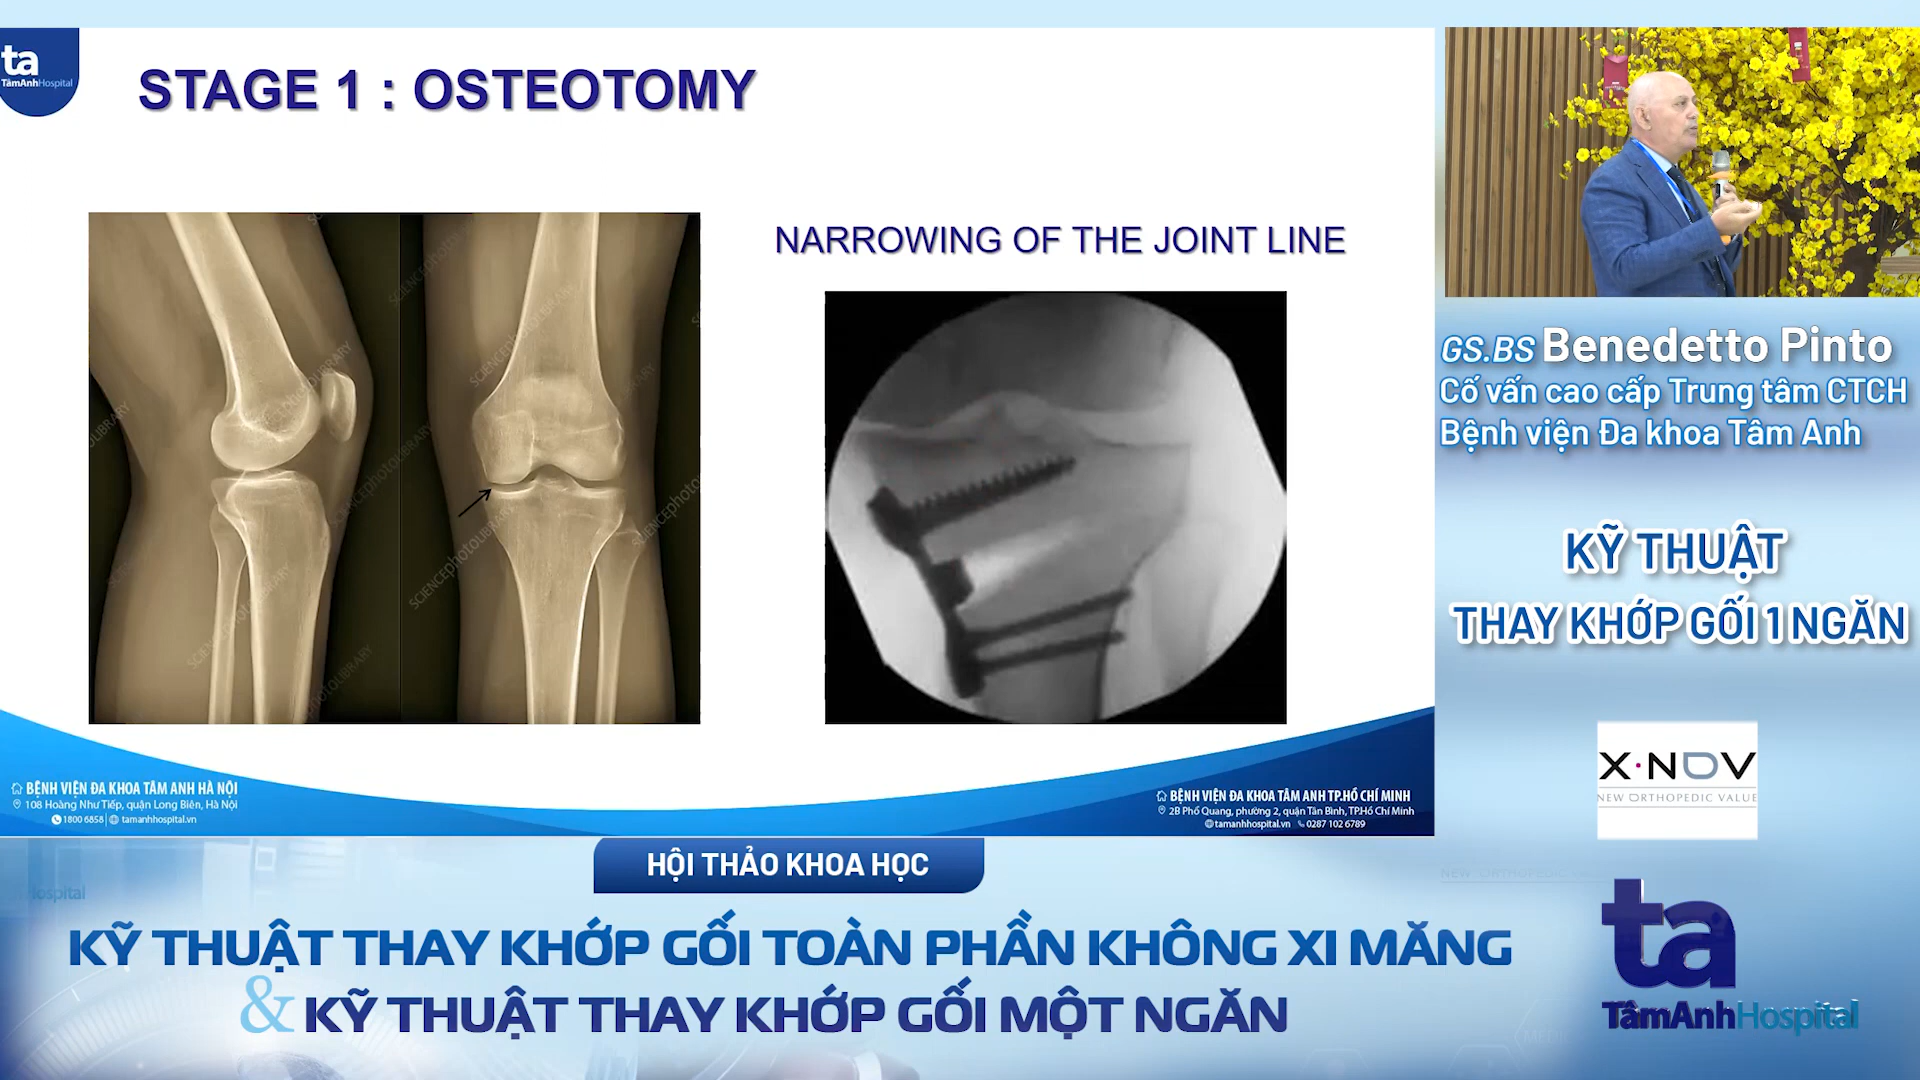 ta
TâmAnhHospital
STAGE 1 : OSTEOTOMY
NARROWING OF THE JOINT LINE
SCIENCEPHOTOLIBRARY
BỆNH VIỆN ĐA KHOA TÂM ANH HÀ NỘI
108 Hoàng Như Tiếp, quận Long Biên, Hà Nội
1800 6858 | tamanhhospital.vn
BỆNH VIỆN ĐA KHOA TÂM ANH TP.HỒ CHÍ MINH
2B Phổ Quang, phường 2, quận Tân Bình, TP.Hồ Chí Minh
tamanhhospital.vn 0287 102 6789
GS.BS Benedetto Pinto
Cố vấn cao cấp Trung tâm CTCH
Bệnh viện Đa khoa Tâm Anh
KỸ THUẬT
THAY KHỚP GỐI 1 NGĂN
X·NOV
NEW ORTHOPEDIC VALUE
HỘI THẢO KHOA HỌC
KỸ THUẬT THAY KHỚP GỐI TOÀN PHẦN KHÔNG XI MĂNG
& KỸ THUẬT THAY KHỚP GỐI MỘT NGĂN
ta
TâmAnhHospital